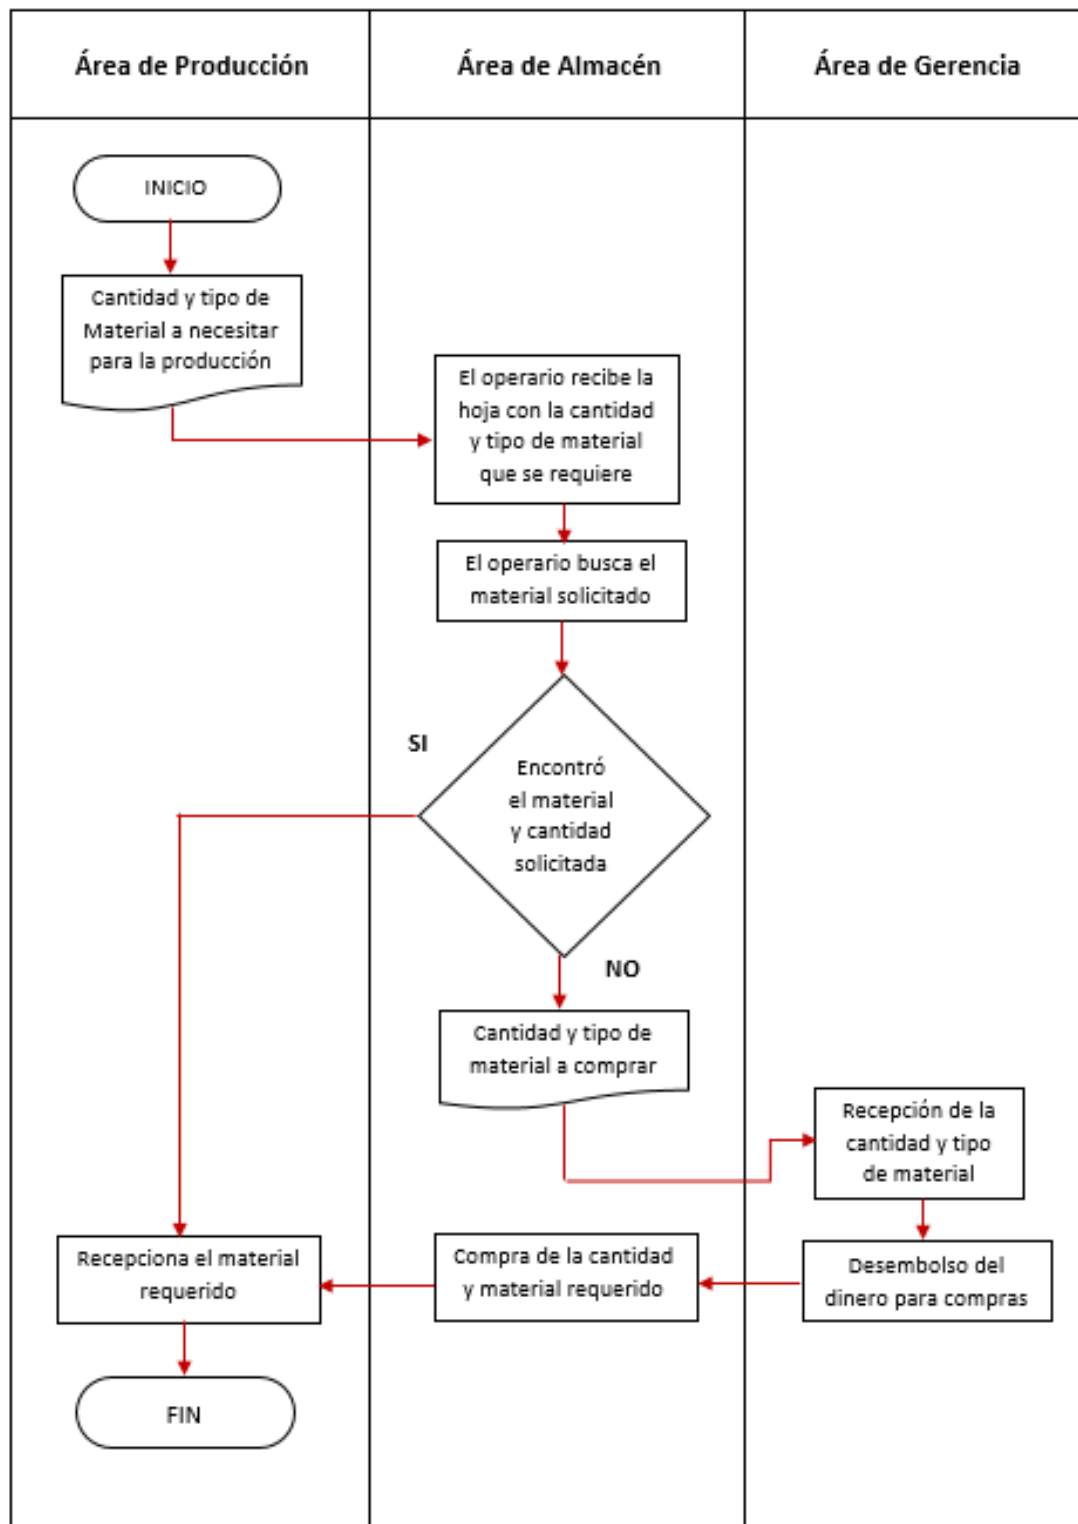 Área de Producción
Área de Almacén
Área de Gerencia
INICIO
Cantidad y tipo de
Material a necesitar
para la producción
El operario recibe la
hoja con la cantidad
y tipo de material
que se requiere
El operario busca el
material solicitado
SI
Encontró
el material
y cantidad
solicitada
NO
Cantidad y tipo de
material a comprar
Recepción de la
cantidad y tipo
de material
Desembolso del
dinero para compras
Compra de la cantidad
y material requerido
Recepciona el material
requerido
FIN